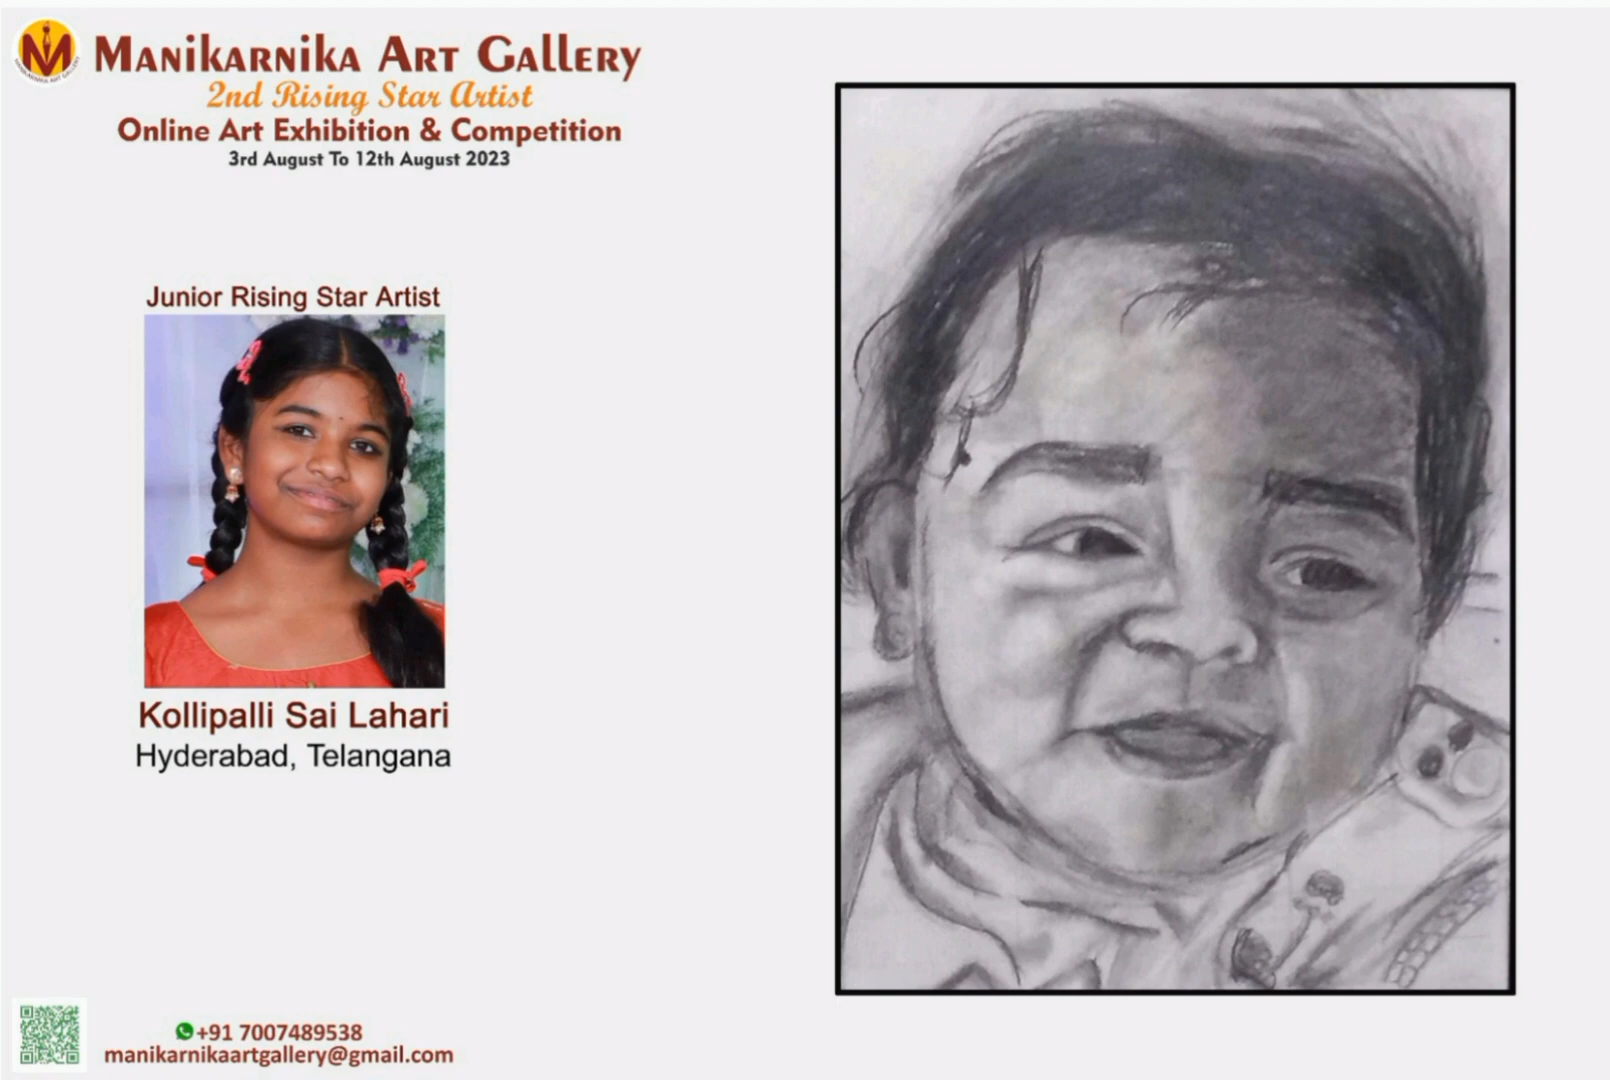 Manikarnika Art Gallery
2nd Rising Star Artist
Online Art Exhibition & Competition
3rd August To 12th August 2023
Junior Rising Star Artist
Kollipalli Sai Lahari
Hyderabad, Telangana
+91 7007489538
manikarnikaartgallery@gmail.com